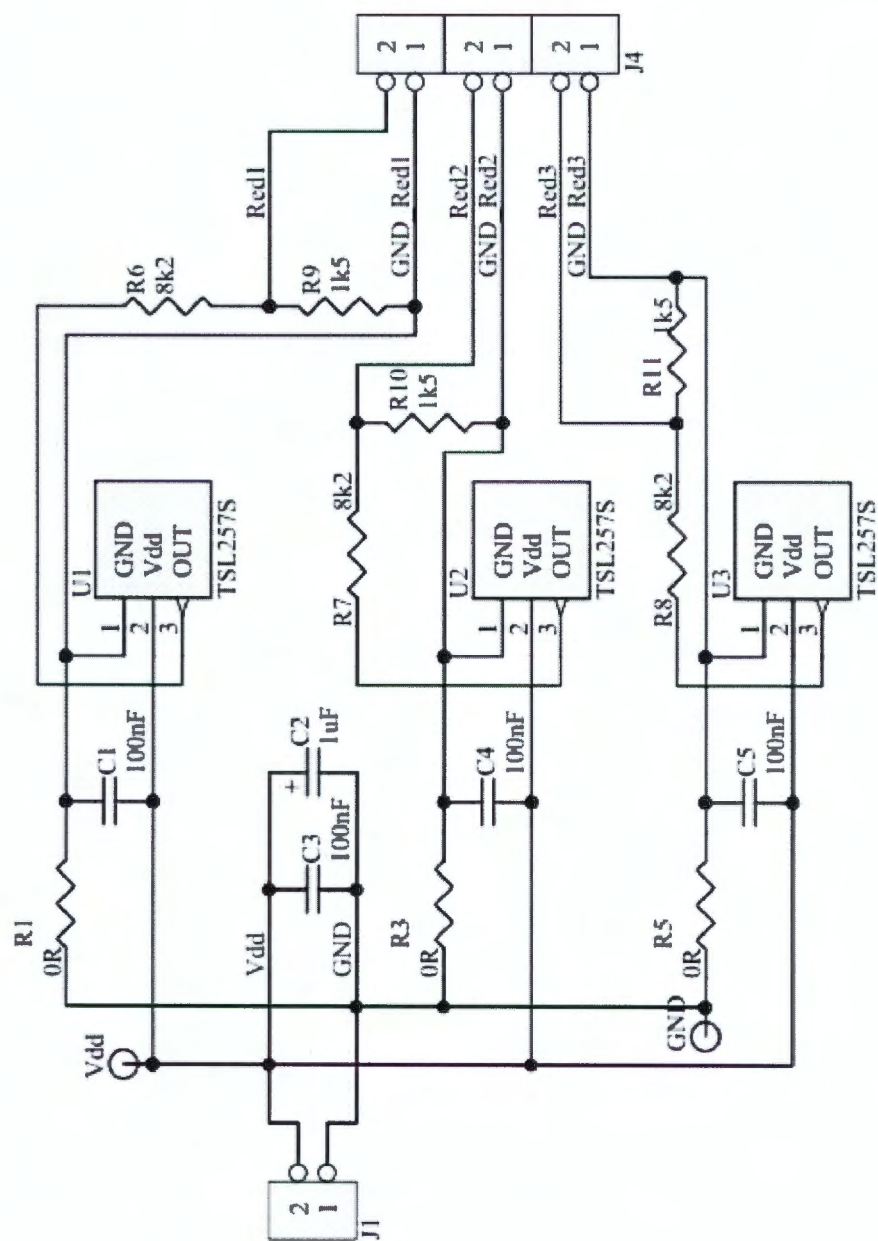 Vdd
R1
0R
C1
100nF
U1
1
2
3
GND
Vdd
OUT
TSL257S
R6
8k2
R9
1k5
Red1
GND_Red1
J1
2
1
Vdd
GND
C3
100nF
C2
1uF
+
R7
8k2
R10
1k5
Red2
GND_Red2
R3
0R
C4
100nF
U2
1
2
3
GND
Vdd
OUT
TSL257S
Red3
GND_Red3
2
1
2
1
2
1
J4
R8
8k2
R11
1k5
GND
R5
0R
C5
100nF
U3
1
2
3
GND
Vdd
OUT
TSL257S